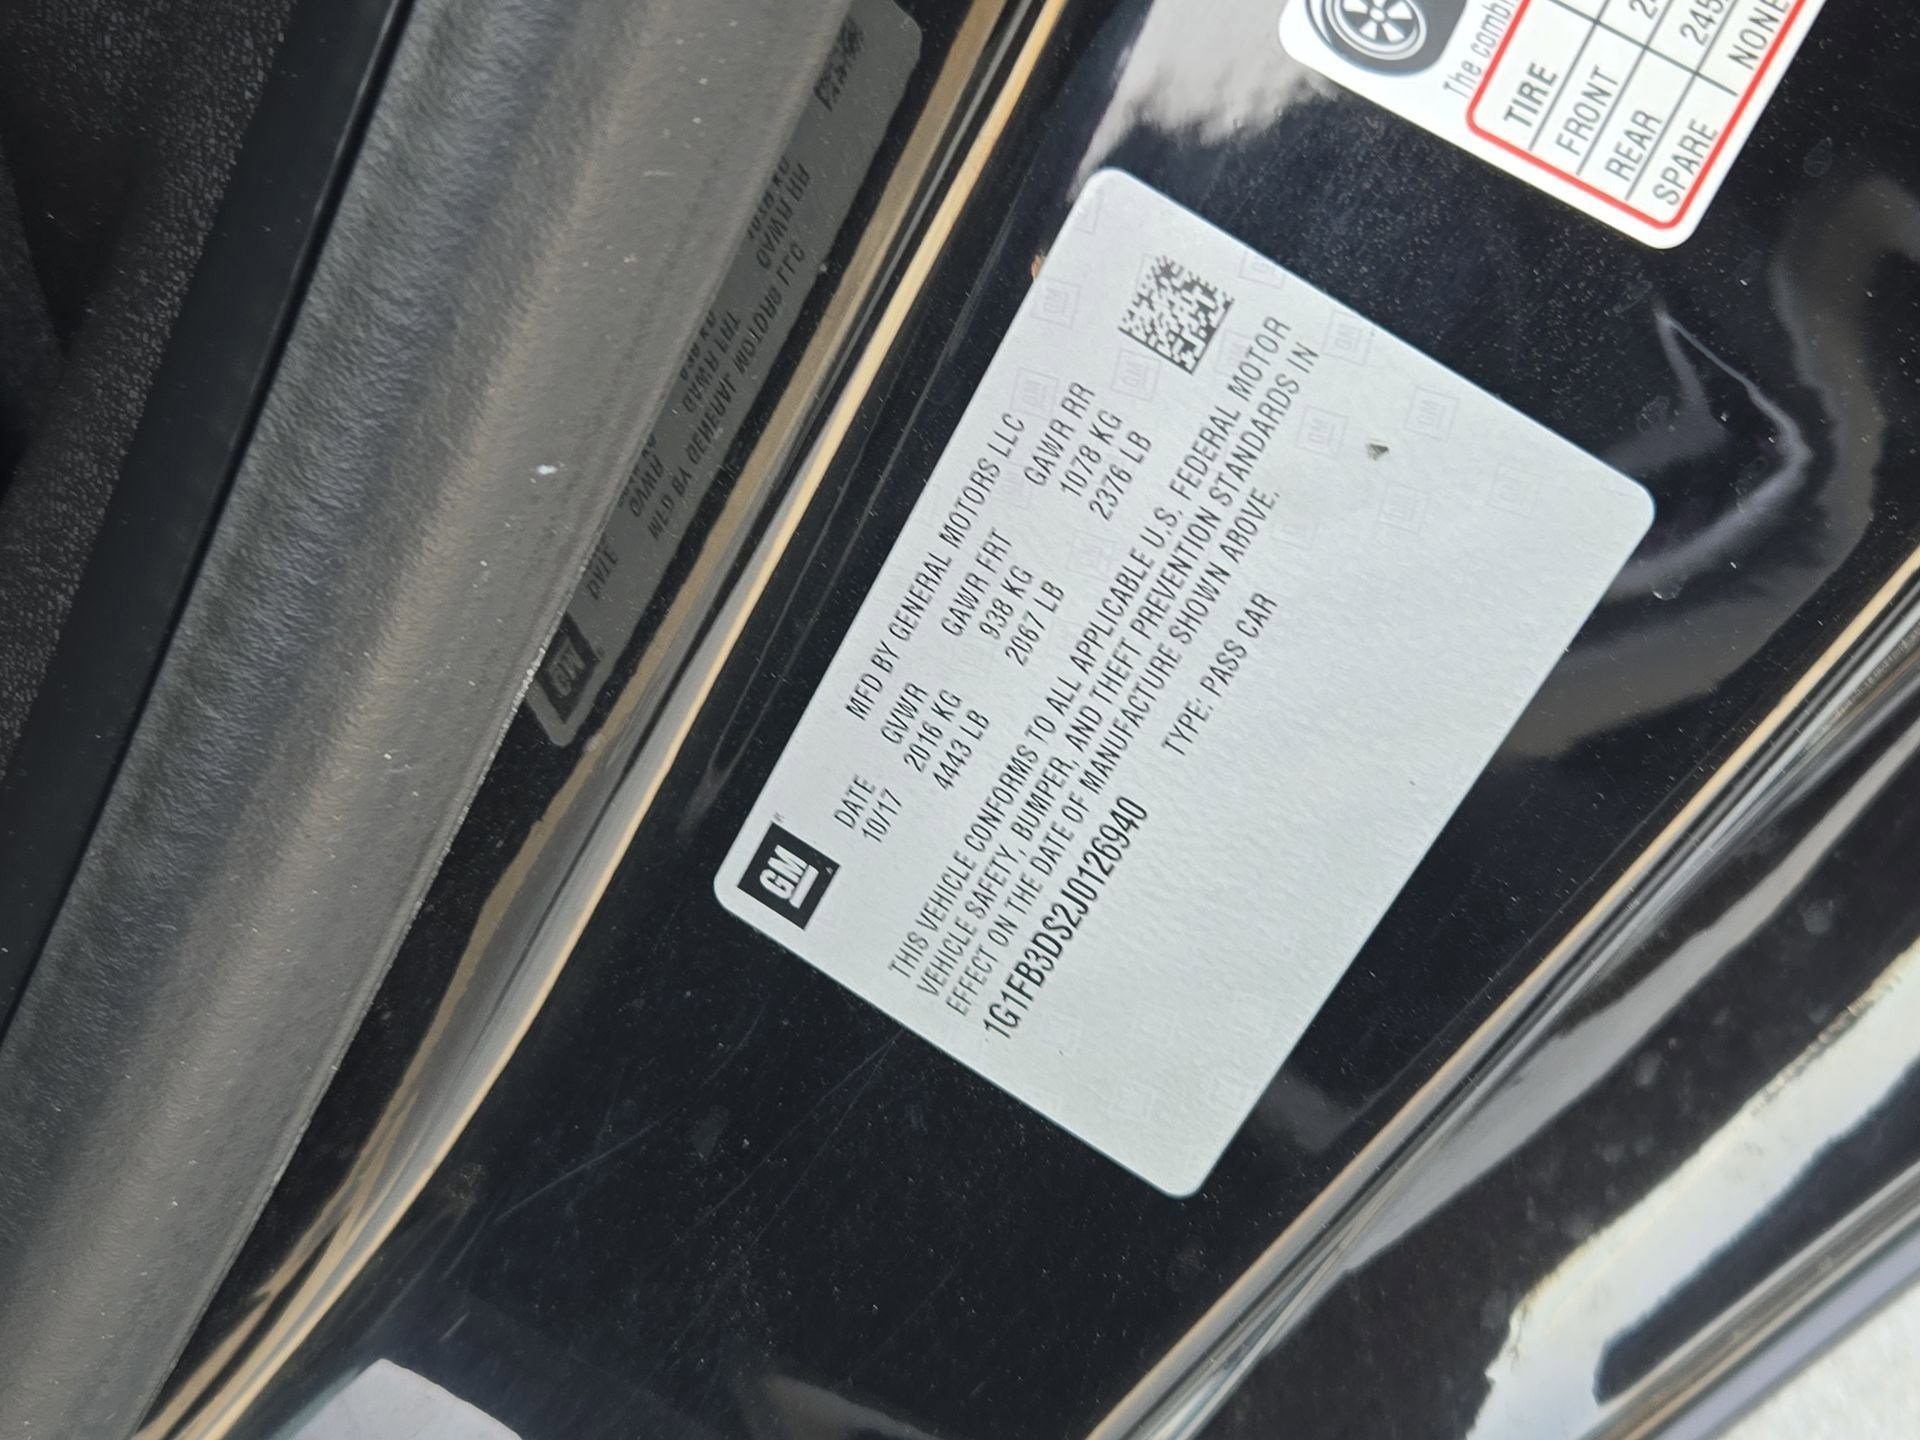 GM
MFD BY GENERAL MOTORS LLC
DATE GVWR GAWR FRT GAWR RR
10/17 2016 KG 938 KG 1078 KG
4443 LB 2067 LB 2376 LB
THIS VEHICLE CONFORMS TO ALL APPLICABLE U.S. FEDERAL MOTOR
VEHICLE SAFETY, BUMPER, AND THEFT PREVENTION STANDARDS IN
EFFECT ON THE DATE OF MANUFACTURE SHOWN ABOVE.
1G1FB3DS2J0126940 TYPE: PASS CAR
The
TIRE
FRONT
REAR
SPARE NONE